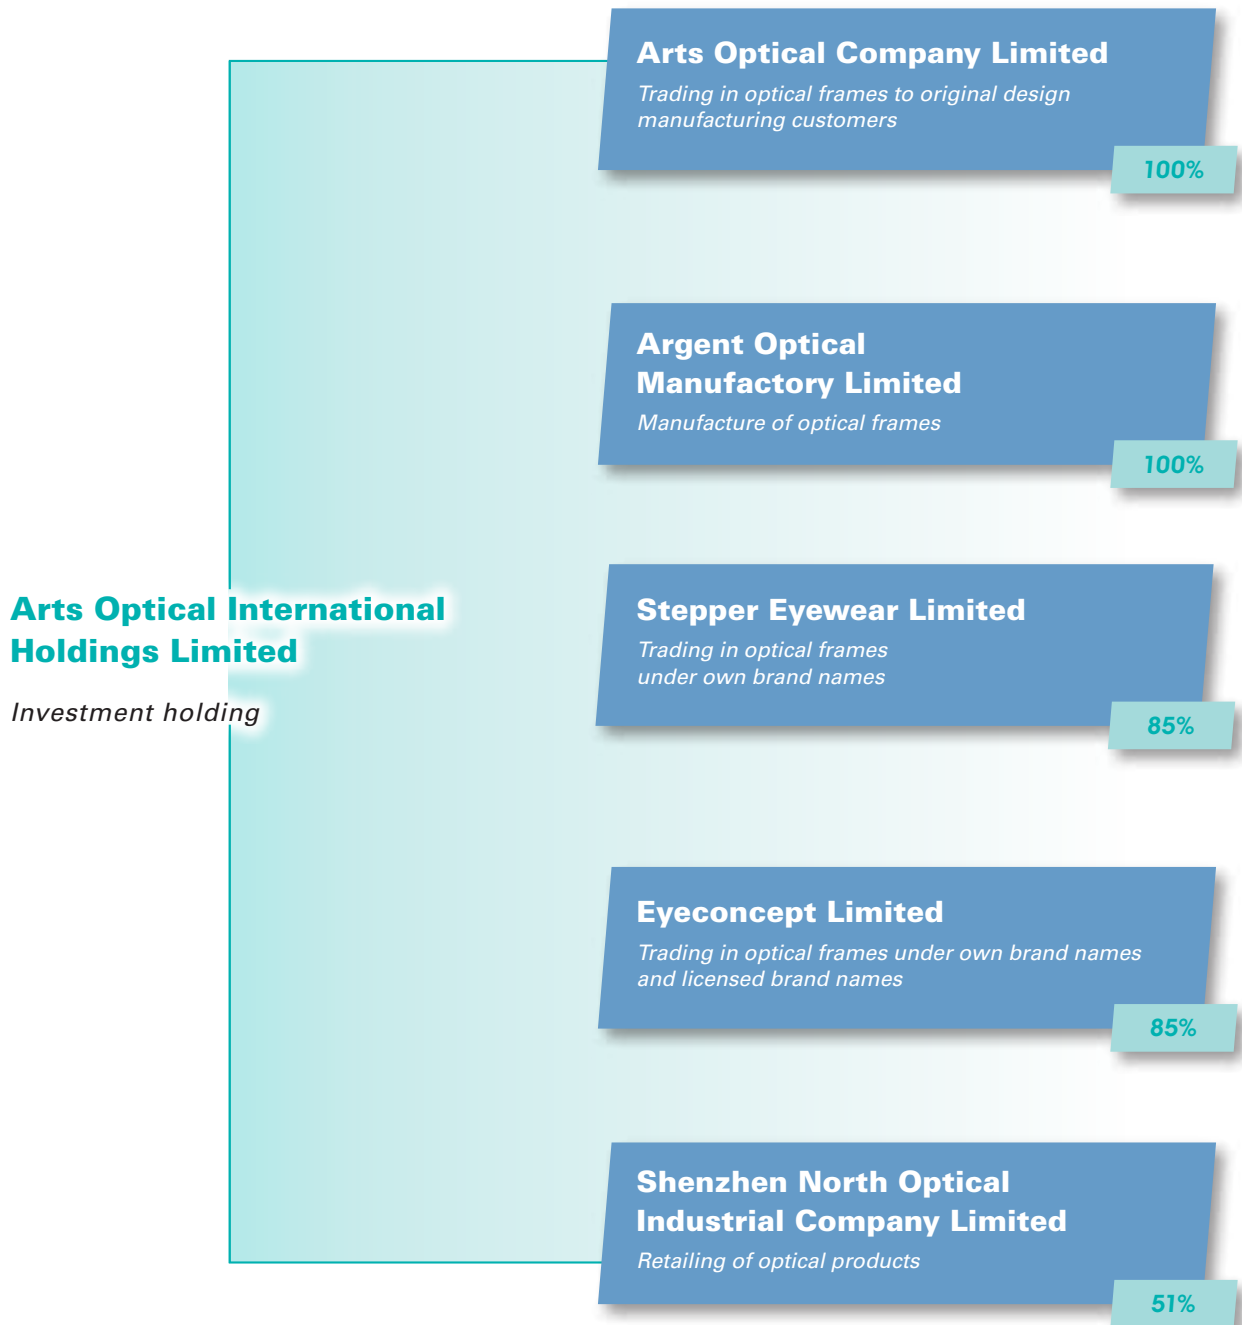 Arts Optical International
Holdings Limited
Investment holding
Arts Optical Company Limited
Trading in optical frames to original design
manufacturing customers
100%
Argent Optical
Manufactory Limited
Manufacture of optical frames
100%
Stepper Eyewear Limited
Trading in optical frames
under own brand names
85%
Eyeconcept Limited
Trading in optical frames under own brand names
and licensed brand names
85%
Shenzhen North Optical
Industrial Company Limited
Retailing of optical products
51%